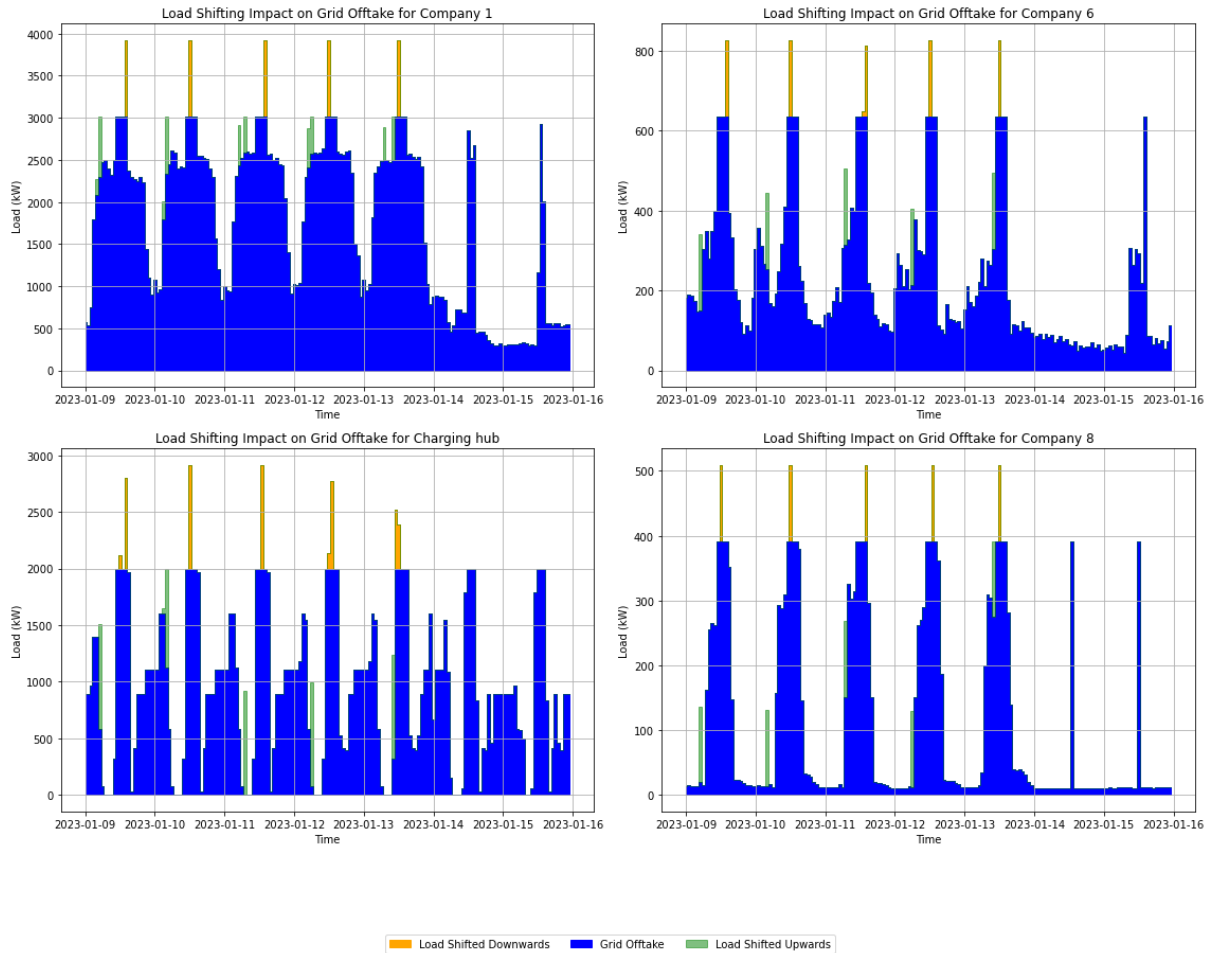 Load Shifting Impact on Grid Offtake for Company 1
Load (kW)
4000
3500
3000
2500
2000
1500
1000
500
0
2023-01-09 2023-01-10 2023-01-11 2023-01-12 2023-01-13 2023-01-14 2023-01-15 2023-01-16
Time
Load Shifting Impact on Grid Offtake for Company 6
Load (kW)
800
600
400
200
0
2023-01-09 2023-01-10 2023-01-11 2023-01-12 2023-01-13 2023-01-14 2023-01-15 2023-01-16
Time
Load Shifting Impact on Grid Offtake for Charging hub
Load (kW)
3000
2500
2000
1500
1000
500
0
2023-01-09 2023-01-10 2023-01-11 2023-01-12 2023-01-13 2023-01-14 2023-01-15 2023-01-16
Time
Load Shifting Impact on Grid Offtake for Company 8
Load (kW)
500
400
300
200
100
0
2023-01-09 2023-01-10 2023-01-11 2023-01-12 2023-01-13 2023-01-14 2023-01-15 2023-01-16
Time
Load Shifted Downwards Grid Offtake Load Shifted Upwards